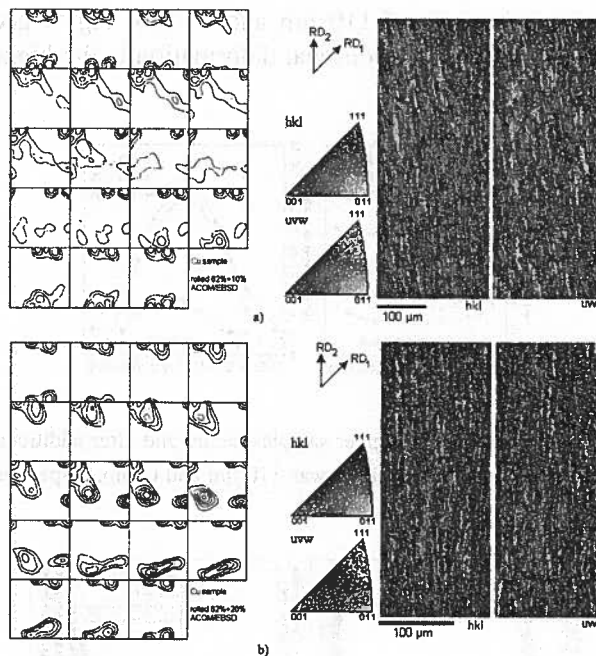 RD2
RD1
hkl
111
001
011
uvw
111
001
011
Cu sample
rolled 82%+10%
ACOM/EBSD
100 µm
hkl
uw
a)
RD2
RD1
hkl
111
001
011
uvw
111
001
011
Cu sample
rolled 82%+20%
ACOM/EBSD
100 µm
hkl
uw
b)